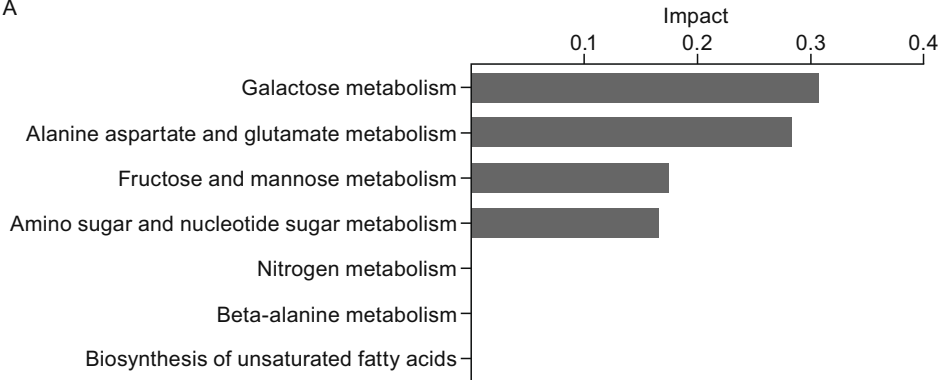 A
Impact
0.1 0.2 0.3 0.4
Galactose metabolism
Alanine aspartate and glutamate metabolism
Fructose and mannose metabolism
Amino sugar and nucleotide sugar metabolism
Nitrogen metabolism
Beta-alanine metabolism
Biosynthesis of unsaturated fatty acids